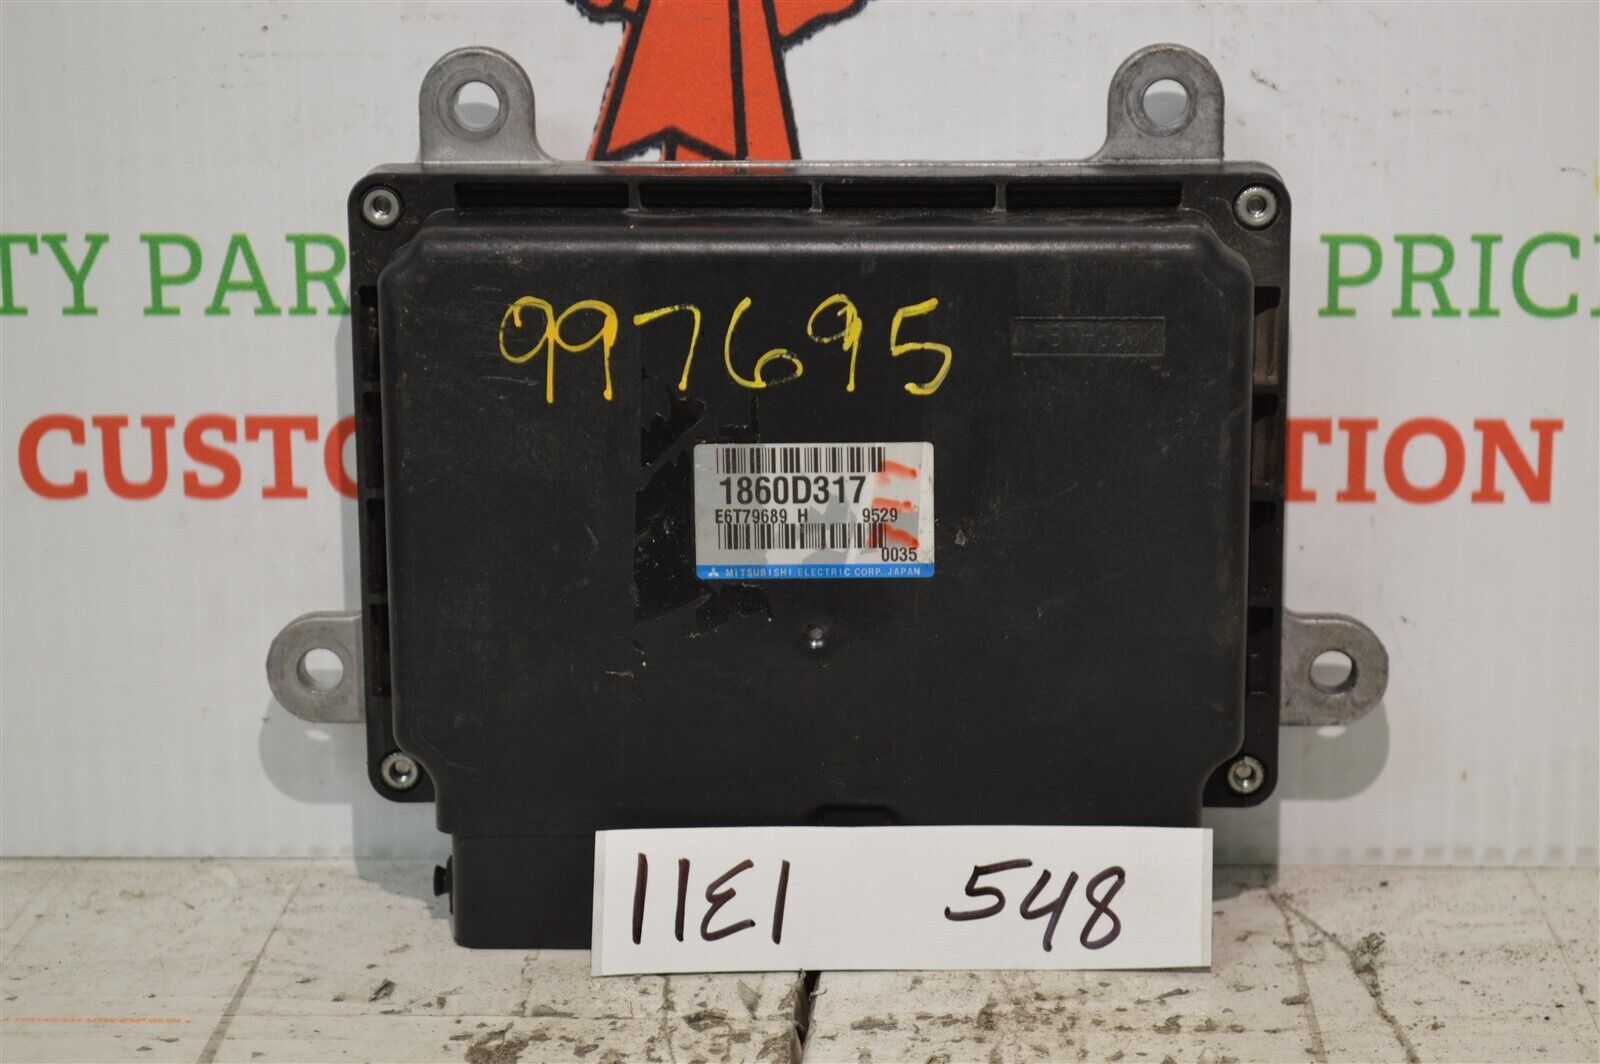 TY PAR
PRIC
CUSTO
TION
997695
1860D317
E6T79689 H 9529
0035
MITSUBISHI ELECTRIC CORP., JAPAN
11E1 548